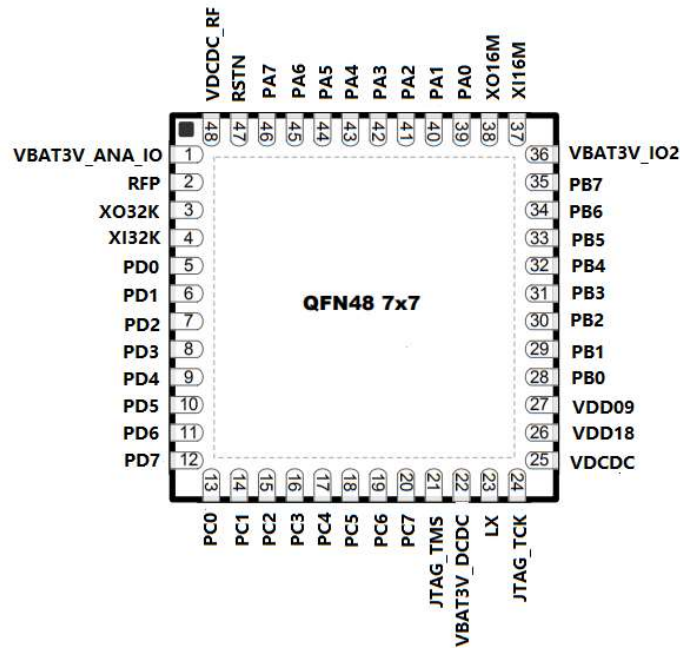 VDCDC_RF
RSTN
PA7
PA6
PA5
PA4
PA3
PA2
PA1
PA0
XO16M
XI16M
48
47
46
45
44
43
42
41
40
39
38
37
VBAT3V_ANA_IO 1
RFP 2
XO32K 3
XI32K 4
PD0 5
PD1 6
PD2 7
PD3 8
PD4 9
PD5 10
PD6 11
PD7 12
QFN48 7x7
36 VBAT3V_IO2
35 PB7
34 PB6
33 PB5
32 PB4
31 PB3
30 PB2
29 PB1
28 PB0
27 VDD09
26 VDD18
25 VDCDC
13
14
15
16
17
18
19
20
21
22
23
24
PC0
PC1
PC2
PC3
PC4
PC5
PC6
PC7
JTAG_TMS
VBAT3V_DCDC
LX
JTAG_TCK